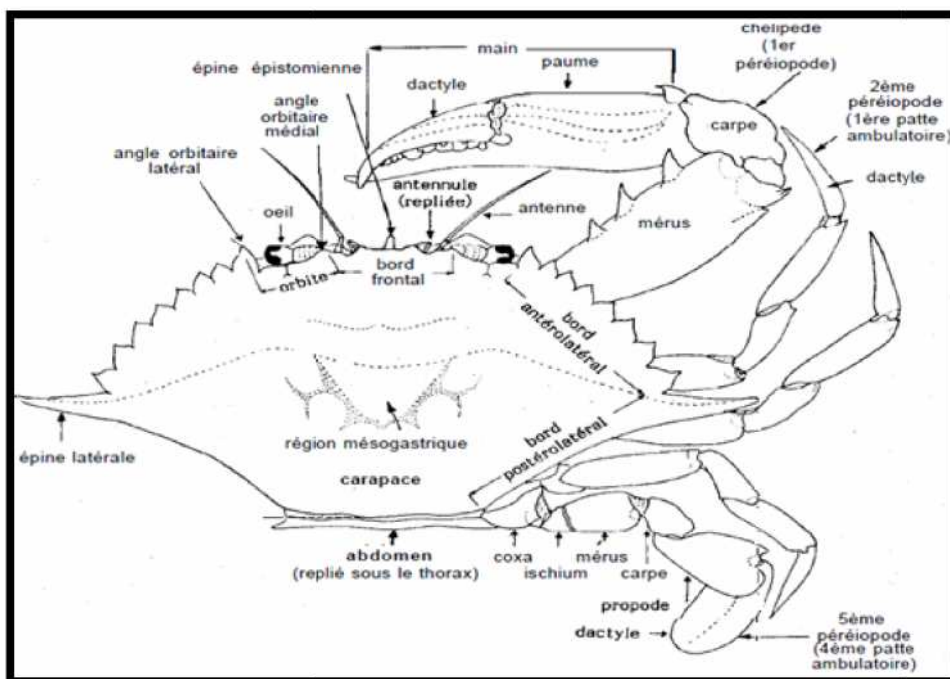 chélipède
(1er
péréiopode)
main
paume
épine épistomienne
dactyle
2ème
péréiopode
(1ère patte
ambulatoire)
angle
orbitaire
médial
carpe
angle orbitaire
latéral
antennule
(repliée)
dactyle
oeil
antenne
mérus
bord
frontal
orbite
bord
antérolatéral
région mésogastrique
bord
postérolatéral
épine latérale
carapace
abdomen
(replié sous le thorax)
coxa
mérus
ischium
carpe
propode
dactyle
5ème
péréiopode
(4ème patte
ambulatoire)